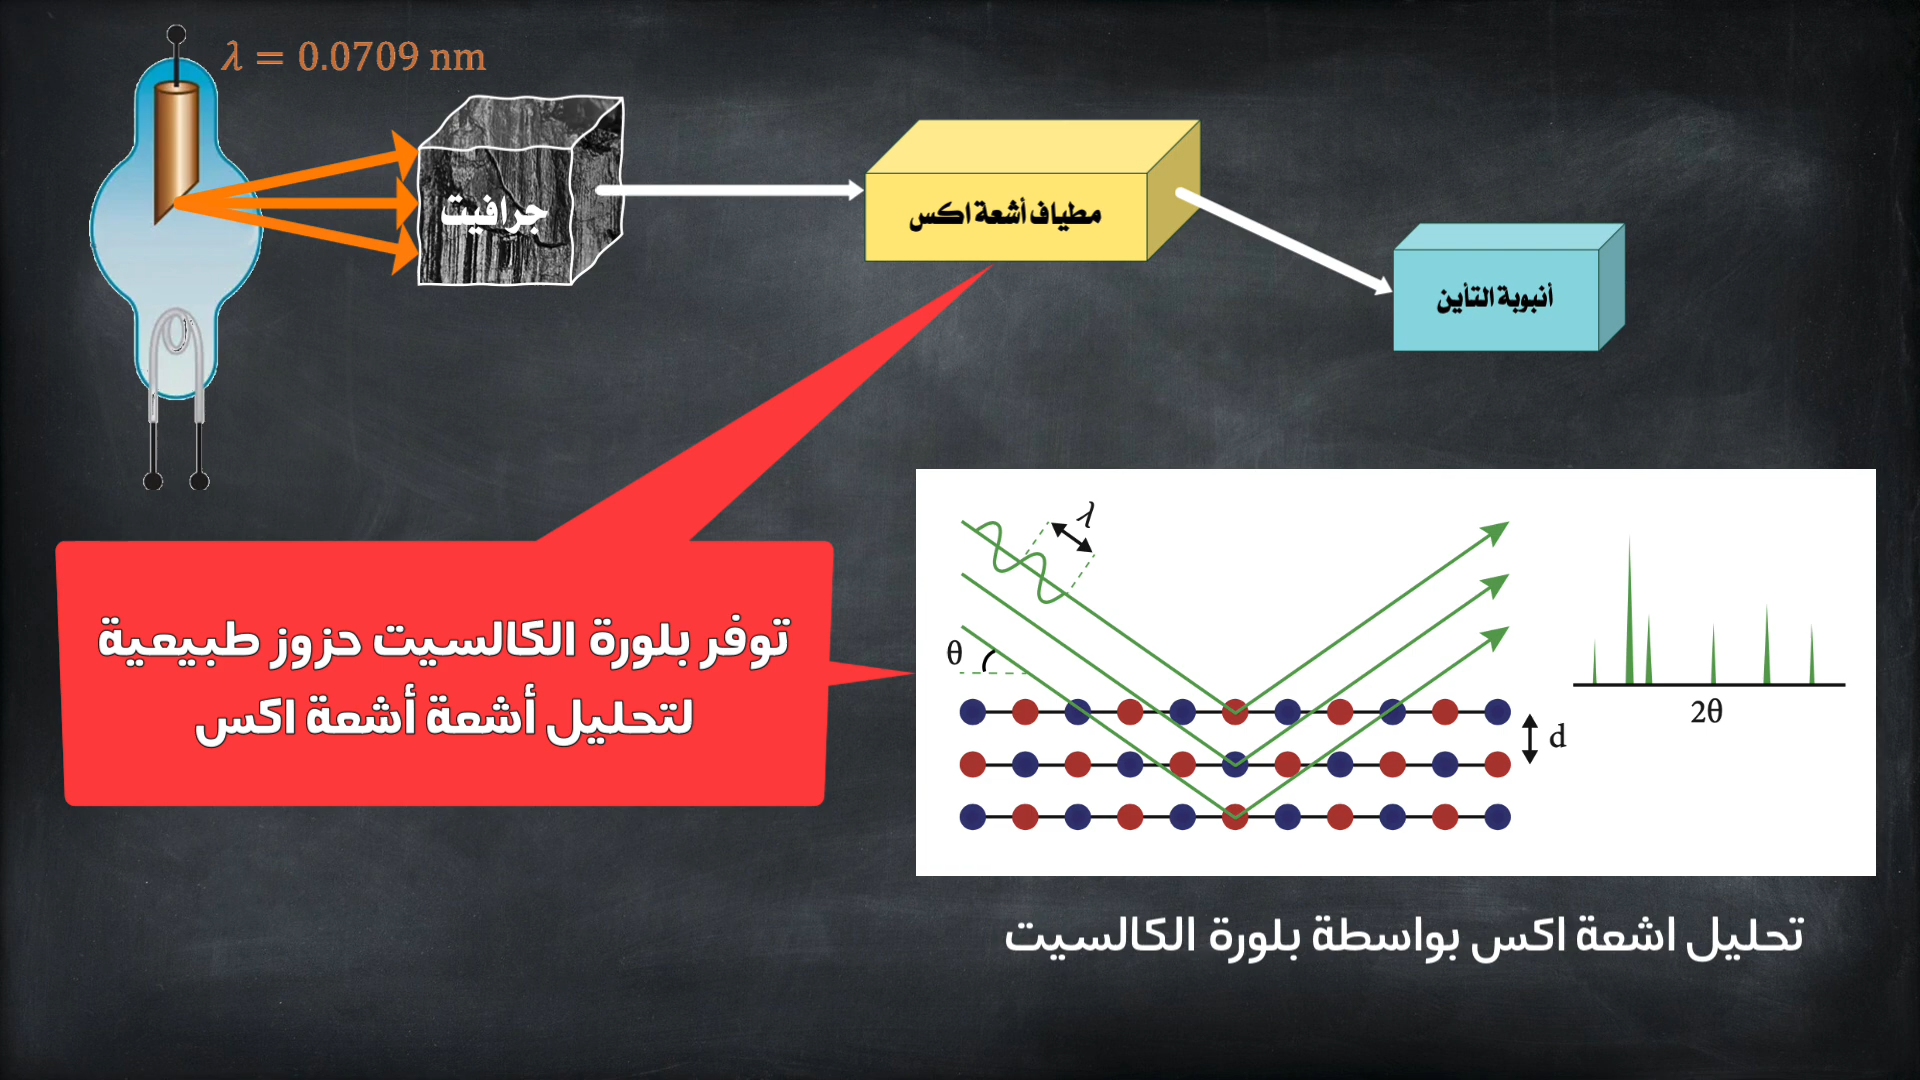 λ = 0.0709 nm
جرافيت
مطياف أشعة اكس
أنبوبة التأين
توفر بلورة الكالسيت حزوز طبيعية
لتحليل أشعة أشعة اكس
λ
θ
d
2θ
تحليل اشعة اكس بواسطة بلورة الكالسيت